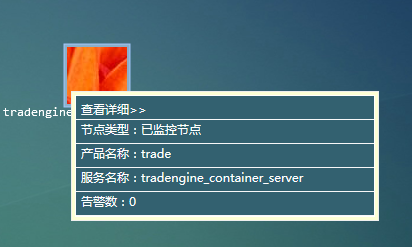 tradengine
查看详细>>
节点类型：已监控节点
产品名称：trade
服务名称：tradengine_container_server
告警数：0